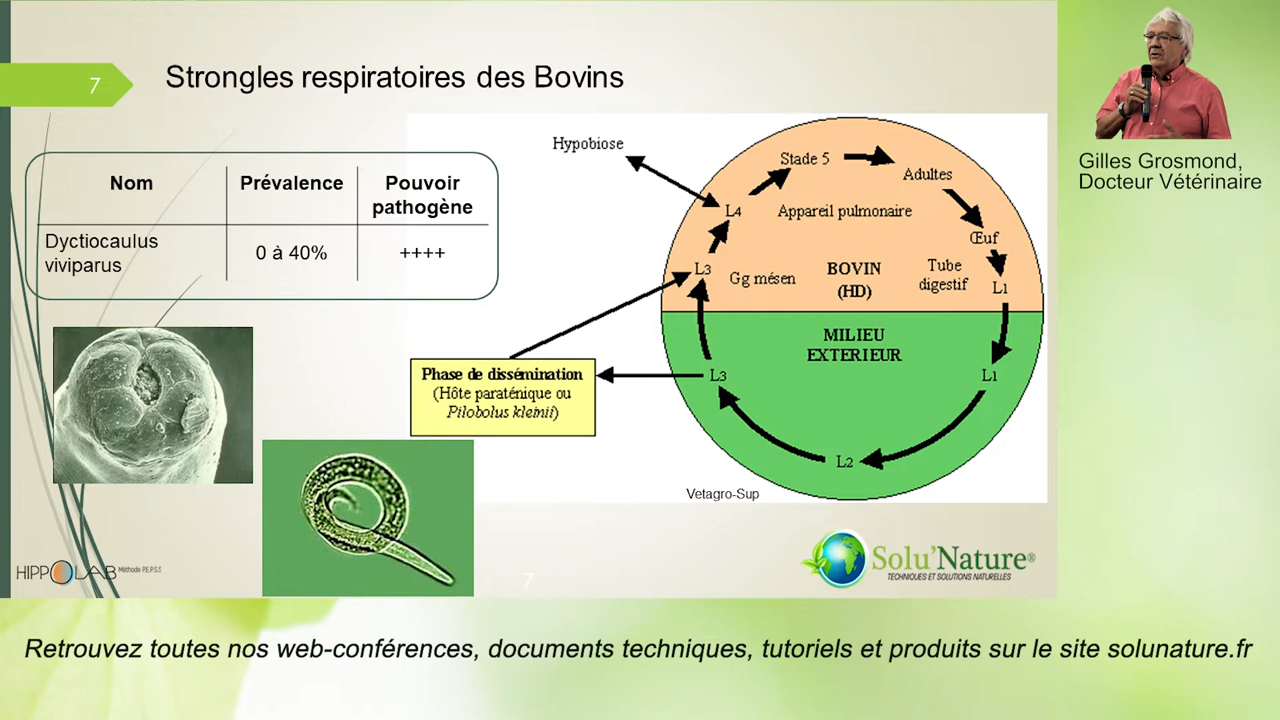 7
Strongles respiratoires des Bovins
Nom
Prévalence
Pouvoir
pathogène
Dyctiocaulus
viviparus
0 à 40%
++++
Hypobiose
Stade 5
Adultes
L4
Appareil pulmonaire
Œuf
L3
Gg mésen
BOVIN
(HD)
Tube
digestif
L1
MILIEU
EXTERIEUR
Phase de dissémination
(Hôte paraténique ou
Pilobolus kleinii)
L3
L1
L2
Vetagro-Sup
HIPPOLAB Méthode P.E.P.S.S
7
Solu'Nature®
TECHNIQUES ET SOLUTIONS NATURELLES
Gilles Grosmond,
Docteur Vétérinaire
Retrouvez toutes nos web-conférences, documents techniques, tutoriels et produits sur le site solunature.fr